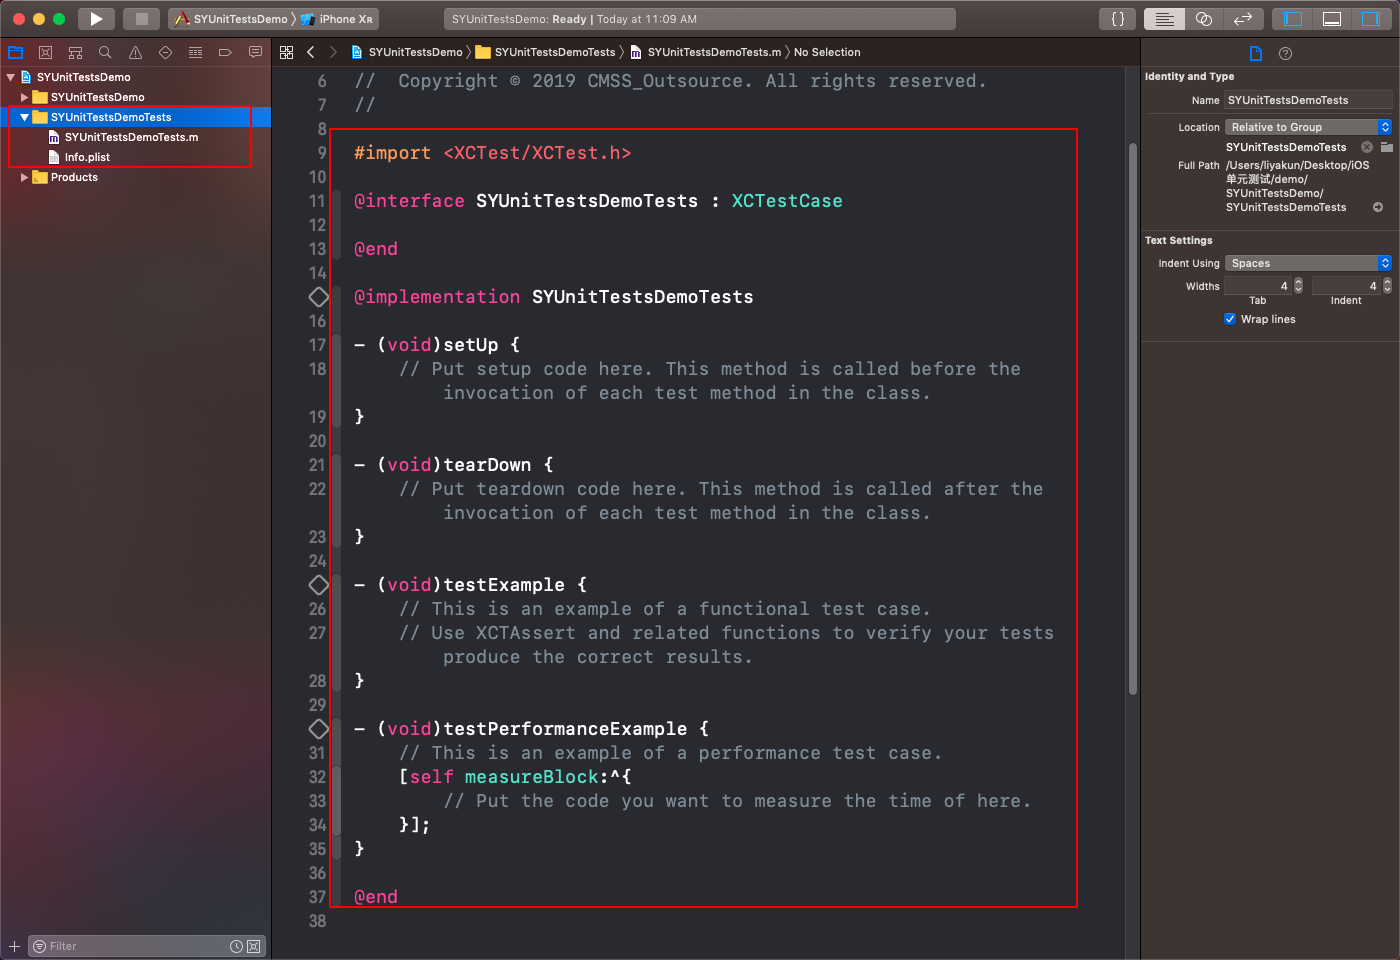 SYUnitTestsDemo 〉 iPhone XR
SYUnitTestsDemo: Ready | Today at 11:09 AM
{}
SYUnitTestsDemo 〉 SYUnitTestsDemoTests 〉 m SYUnitTestsDemoTests.m 〉 No Selection
SYUnitTestsDemo
SYUnitTestsDemo
SYUnitTestsDemoTests
m SYUnitTestsDemoTests.m
Info.plist
Products
Filter
6 //  Copyright © 2019 CMSS_Outsource. All rights reserved.
7 //
8
9 #import <XCTest/XCTest.h>
10
11 @interface SYUnitTestsDemoTests : XCTestCase
12
13 @end
14
@implementation SYUnitTestsDemoTests
16
17 - (void)setUp {
18     // Put setup code here. This method is called before the
invocation of each test method in the class.
19 }
20
21 - (void)tearDown {
22     // Put teardown code here. This method is called after the
invocation of each test method in the class.
23 }
24
- (void)testExample {
26     // This is an example of a functional test case.
27     // Use XCTAssert and related functions to verify your tests
produce the correct results.
28 }
29
- (void)testPerformanceExample {
31     // This is an example of a performance test case.
32     [self measureBlock:^{
33         // Put the code you want to measure the time of here.
34     }];
35 }
36
37 @end
38
Identity and Type
Name SYUnitTestsDemoTests
Location Relative to Group
SYUnitTestsDemoTests
Full Path /Users/liyakun/Desktop/iOS
单元测试/demo/
SYUnitTestsDemo/
SYUnitTestsDemoTests
Text Settings
Indent Using Spaces
Widths 4 4
Tab Indent
Wrap lines